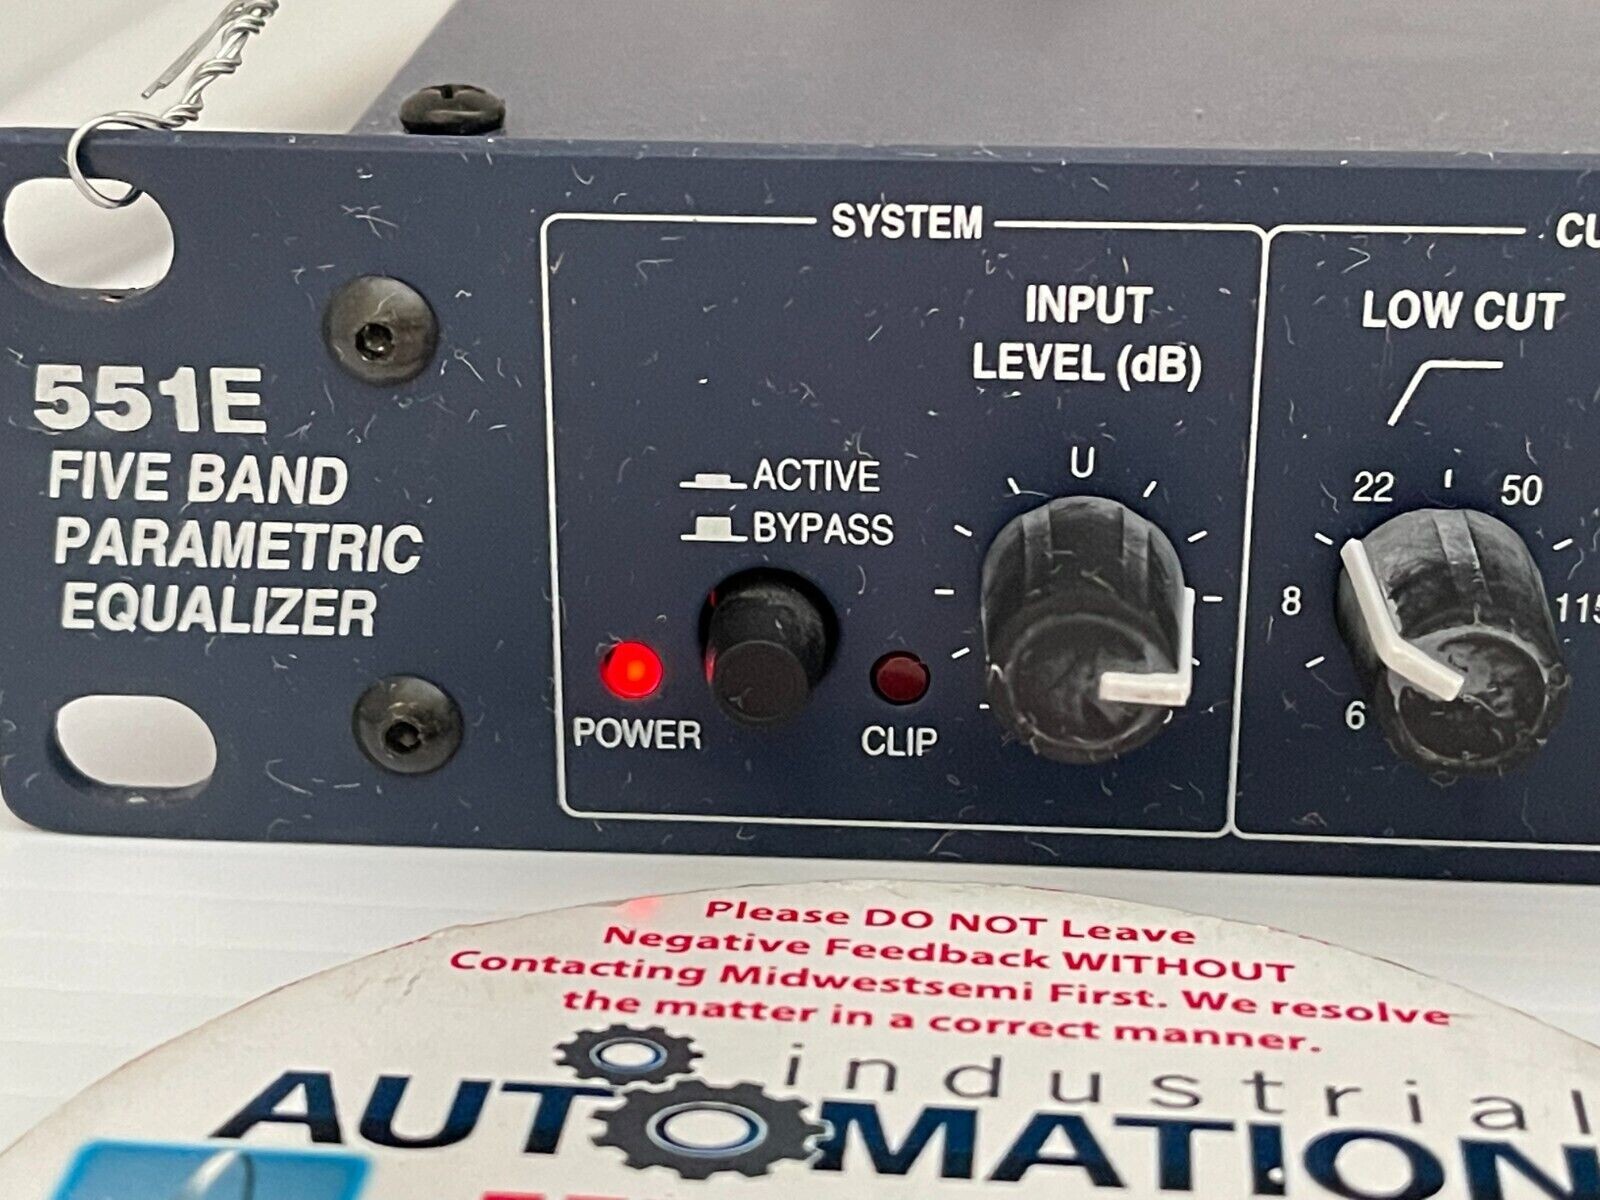 551E
FIVE BAND
PARAMETRIC
EQUALIZER
SYSTEM
INPUT
LEVEL (dB)
U
ACTIVE
BYPASS
POWER
CLIP
LOW CUT
22
50
8
6
Please DO NOT Leave
Negative Feedback WITHOUT
Contacting Midwestsemi First. We resolve
the matter in a correct manner.
industrial
AUTOMATION